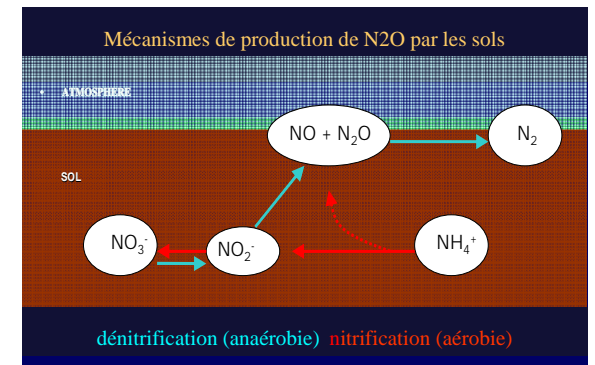 Mécanismes de production de N2O par les sols
• ATMOSPHERE
NO + N₂O
N₂
SOL
NO₃⁻
NO₂⁻
NH₄⁺
dénitrification (anaérobie) nitrification (aérobie)